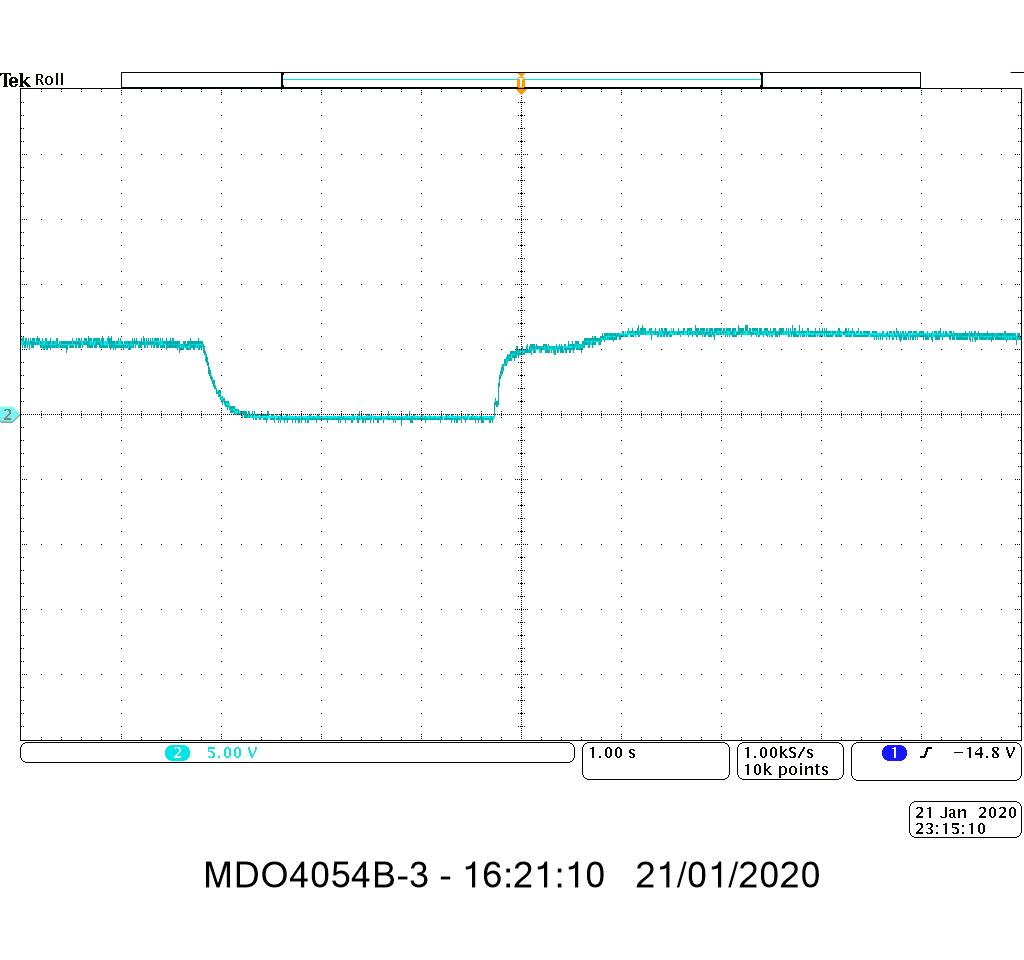 Tek Roll
T
2
2 5.00 V
1.00 s
1.00kS/s
10k points
1 −14.8 V
21 Jan 2020
23:15:10
MDO4054B-3 - 16:21:10 21/01/2020